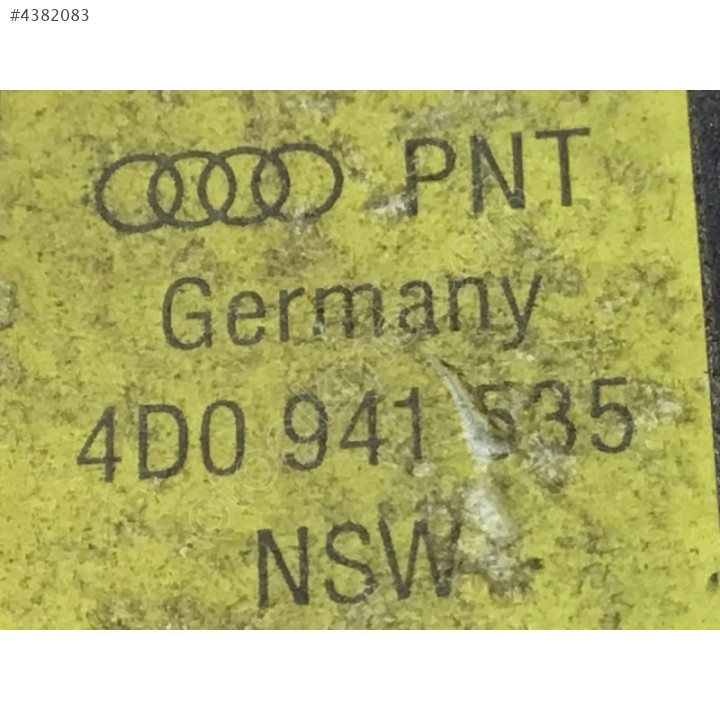 #4382083
PNT
Germany
4D0 941 535
NSW